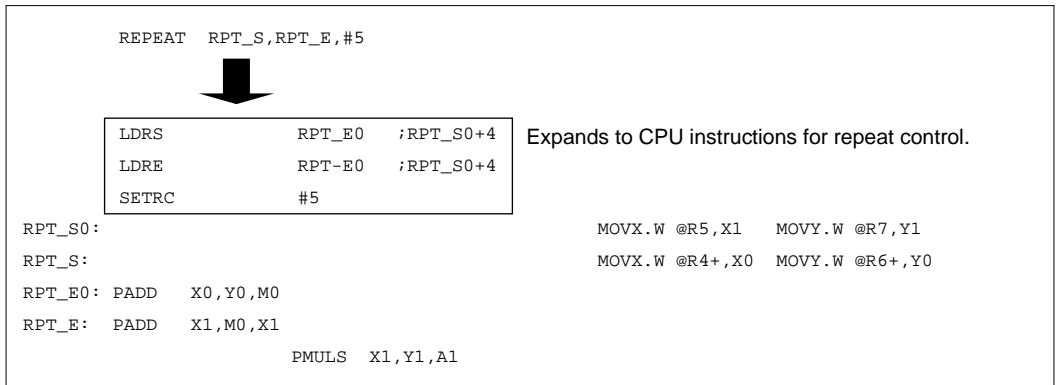 REPEAT RPT_S,RPT_E,#5
LDRS RPT_E0 ;RPT_S0+4
Expands to CPU instructions for repeat control.
LDRE RPT-E0 ;RPT_S0+4
SETRC #5
RPT_S0: MOVX.W @R5,X1 MOVY.W @R7,Y1
RPT_S: MOVX.W @R4+,X0 MOVY.W @R6+,Y0
RPT_E0: PADD X0,Y0,M0
RPT_E: PADD X1,M0,X1
PMULS X1,Y1,A1